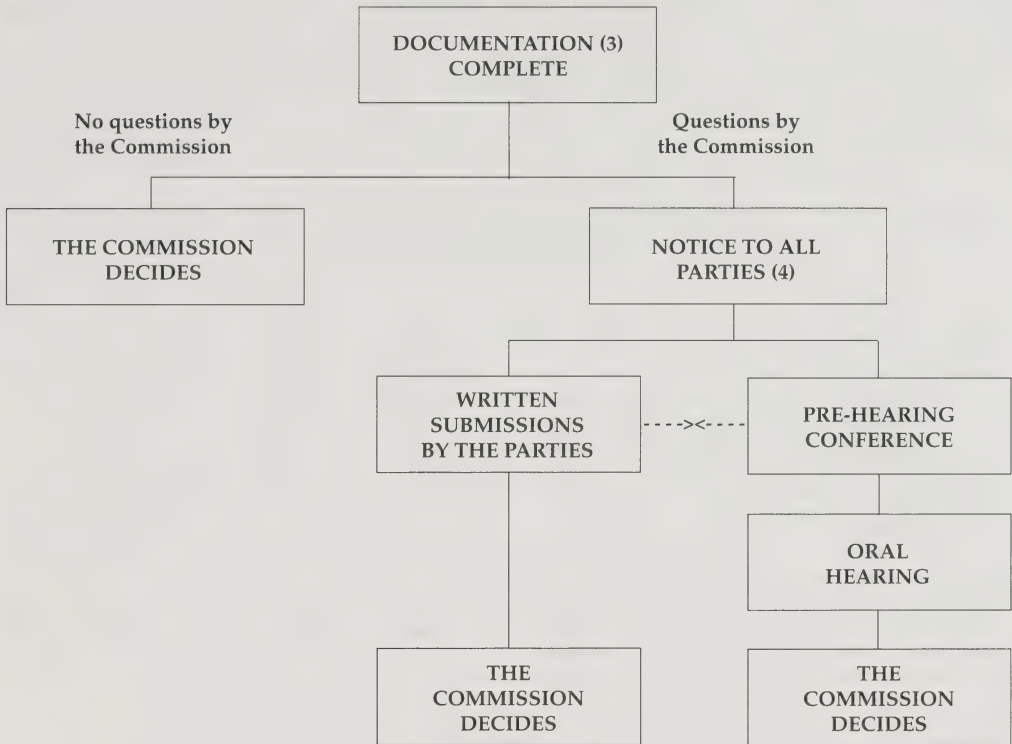 DOCUMENTATION (3)
COMPLETE
No questions by
the Commission
Questions by
the Commission
THE COMMISSION
DECIDES
NOTICE TO ALL
PARTIES (4)
WRITTEN
SUBMISSIONS
BY THE PARTIES
PRE-HEARING
CONFERENCE
ORAL
HEARING
THE
COMMISSION
DECIDES
THE
COMMISSION
DECIDES